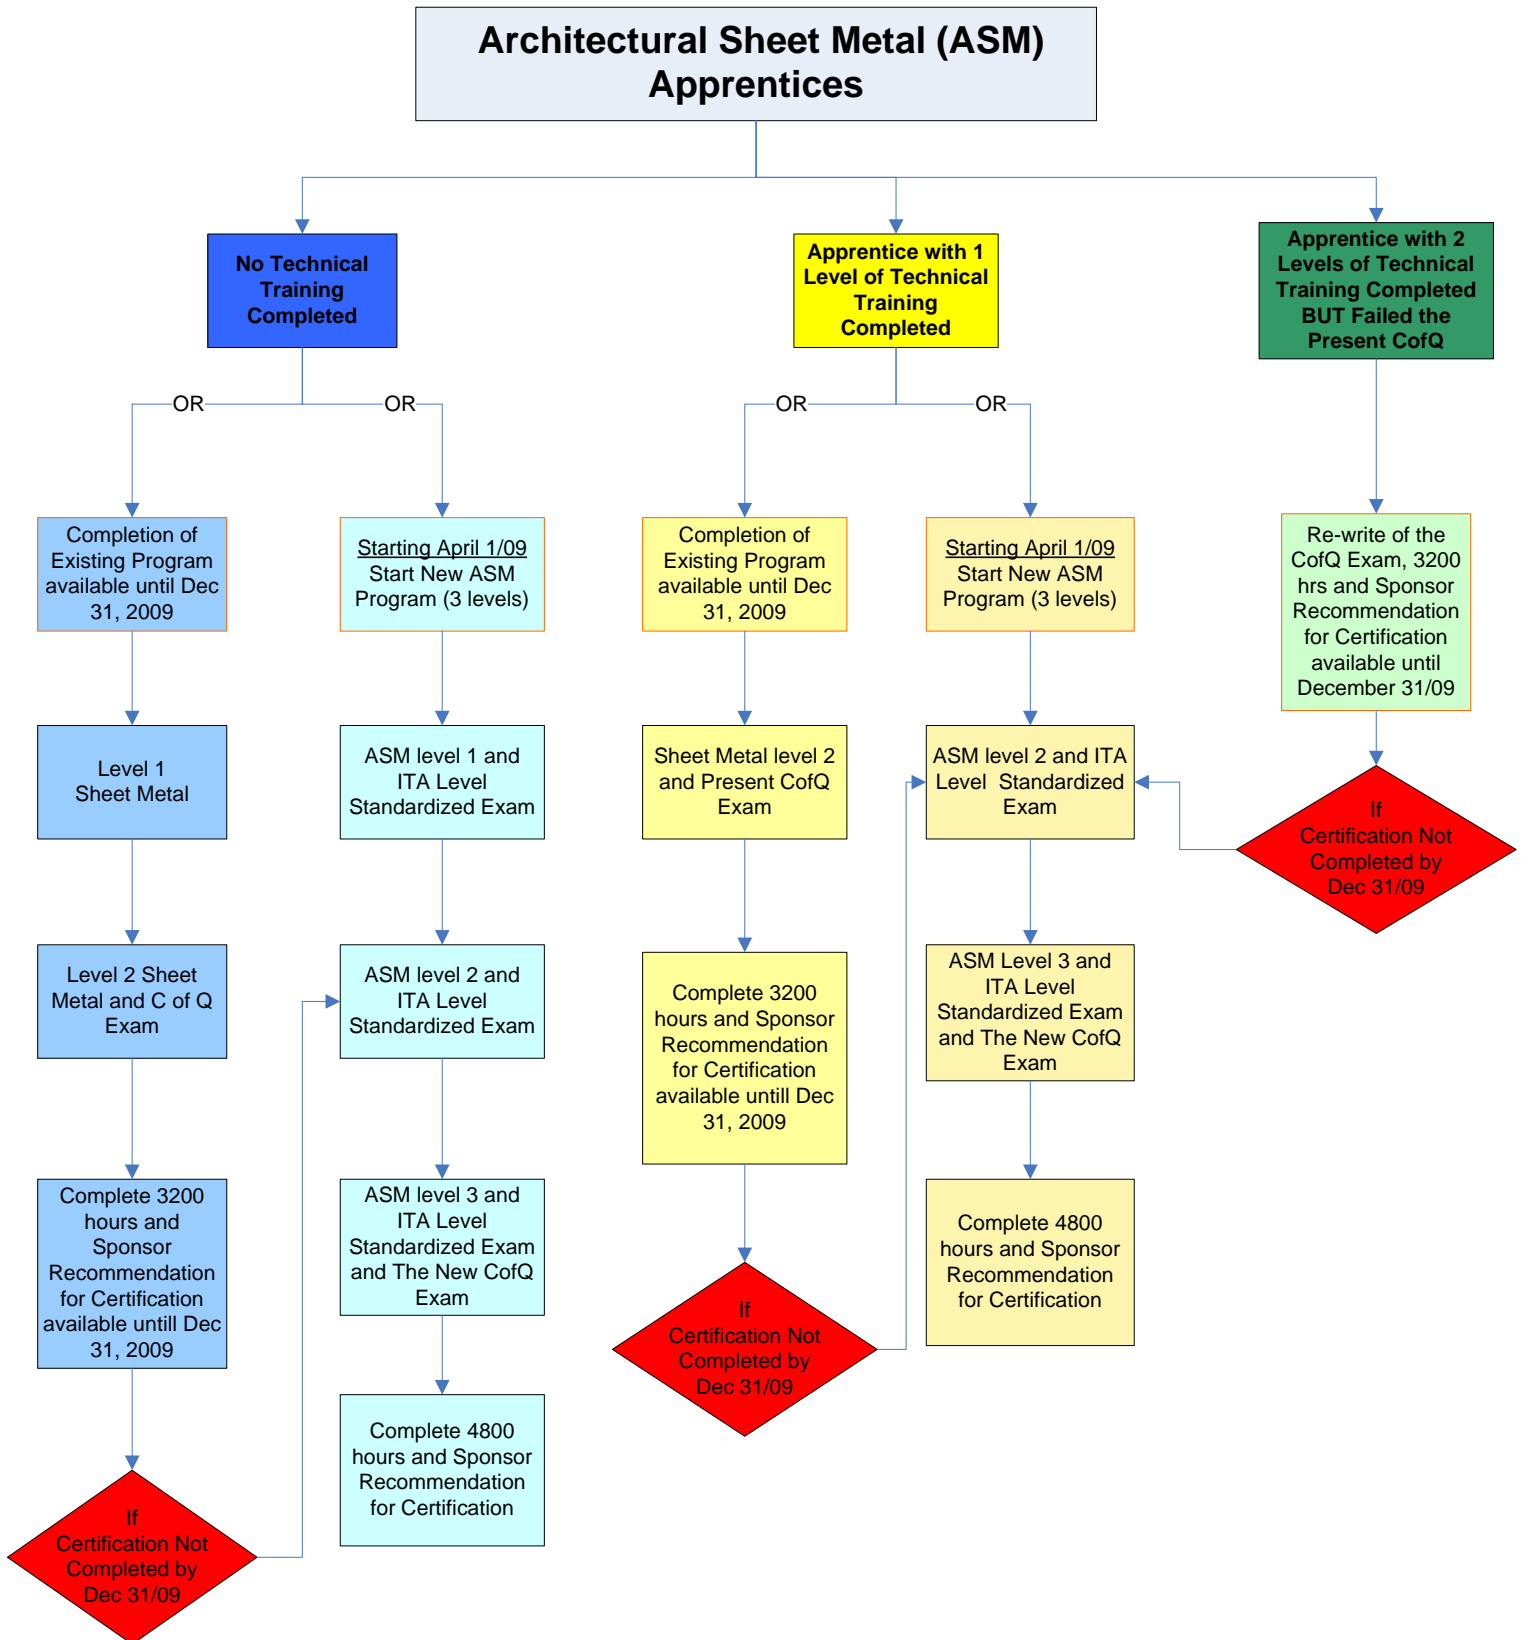 Architectural Sheet Metal (ASM)
Apprentices
No Technical
Training
Completed
Apprentice with 1
Level of Technical
Training
Completed
Apprentice with 2
Levels of Technical
Training Completed
BUT Failed the
Present CofQ
OR
OR
OR
OR
Completion of
Existing Program
available until Dec
31, 2009
Starting April 1/09
Start New ASM
Program (3 levels)
Completion of
Existing Program
available until Dec
31, 2009
Starting April 1/09
Start New ASM
Program (3 levels)
Re-write of the
CofQ Exam, 3200
hrs and Sponsor
Recommendation
for Certification
available until
December 31/09
Level 1
Sheet Metal
ASM level 1 and
ITA Level
Standardized Exam
Sheet Metal level 2
and Present CofQ
Exam
ASM level 2 and ITA
Level Standardized
Exam
If
Certification Not
Completed by
Dec 31/09
Level 2 Sheet
Metal and C of Q
Exam
ASM level 2 and
ITA Level
Standardized Exam
Complete 3200
hours and Sponsor
Recommendation
for Certification
available untill Dec
31, 2009
ASM Level 3 and
ITA Level
Standardized Exam
and The New CofQ
Exam
Complete 3200
hours and
Sponsor
Recommendation
for Certification
available untill Dec
31, 2009
ASM level 3 and
ITA Level
Standardized Exam
and The New CofQ
Exam
If
Certification Not
Completed by
Dec 31/09
Complete 4800
hours and Sponsor
Recommendation
for Certification
Complete 4800
hours and Sponsor
Recommendation
for Certification
If
Certification Not
Completed by
Dec 31/09